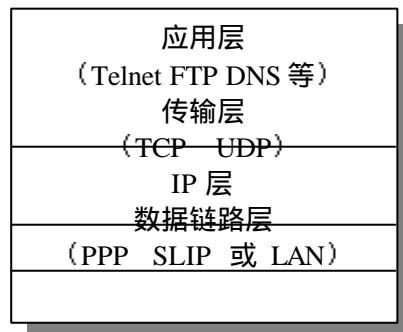 应用层
（Telnet FTP DNS 等）
传输层
（TCP UDP）
IP 层
数据链路层
（PPP SLIP 或 LAN）